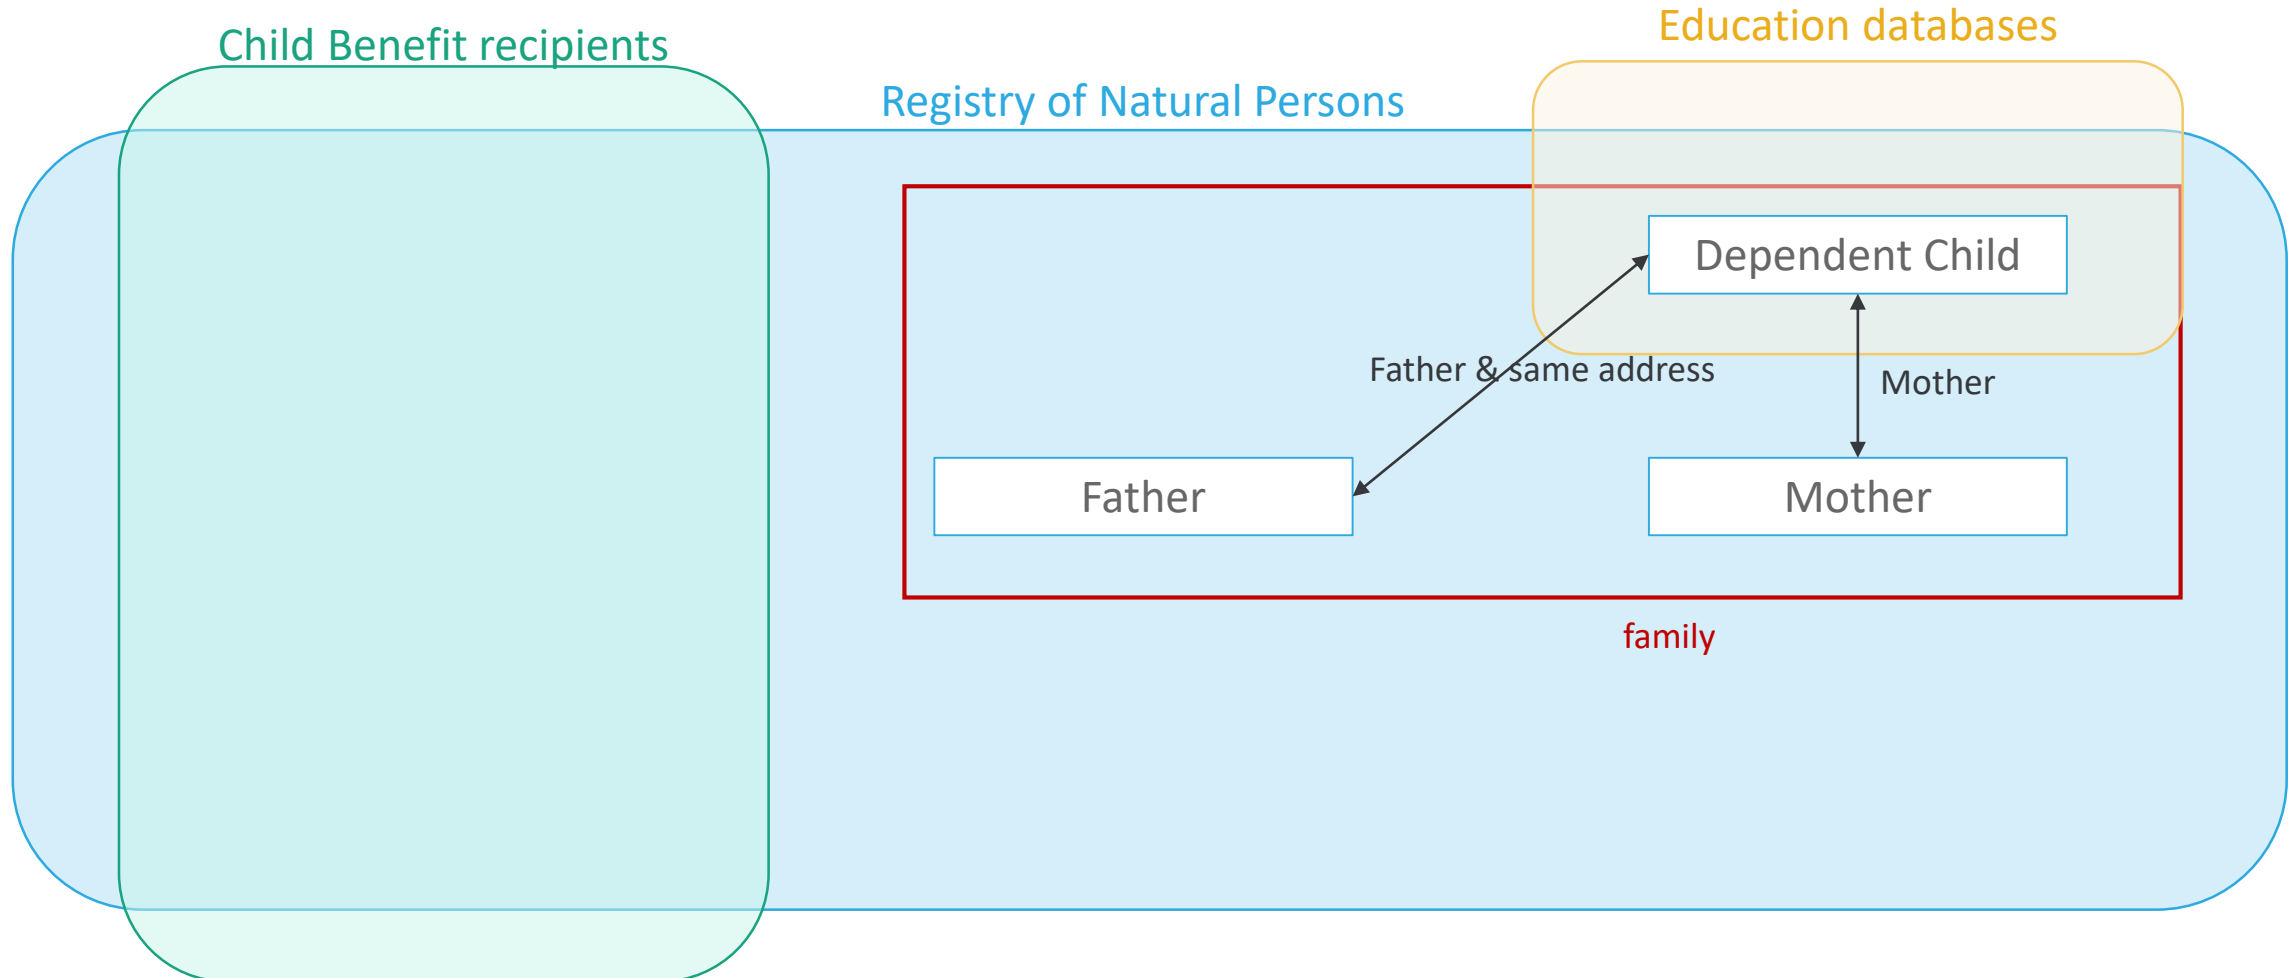 Education databases
Child Benefit recipients
Registry of Natural Persons
Dependent Child
Father & same address
Mother
Father
Mother
family